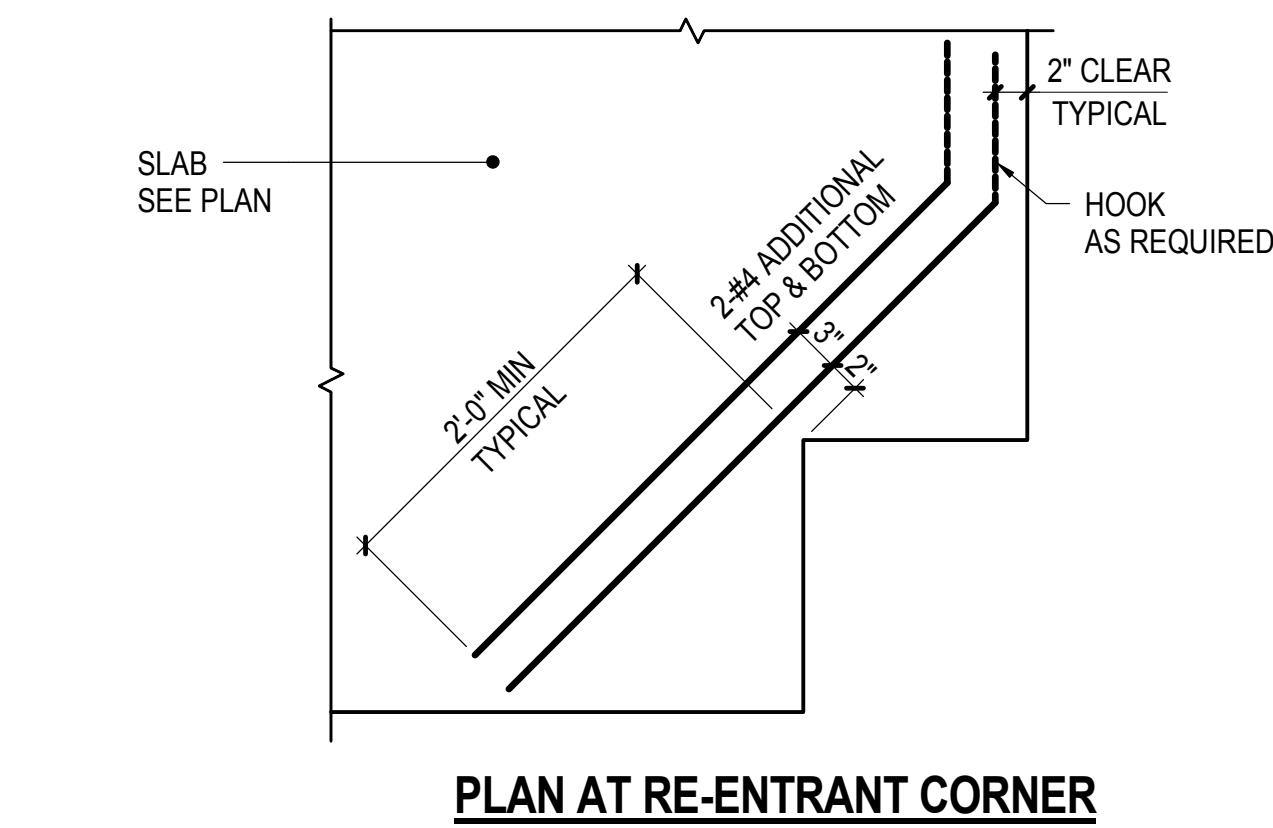 2" CLEAR
TYPICAL
SLAB
SEE PLAN
HOOK
AS REQUIRED
2-#4 ADDITIONAL
TOP & BOTTOM
3"
2"
2'-0" MIN
TYPICAL
PLAN AT RE-ENTRANT CORNER